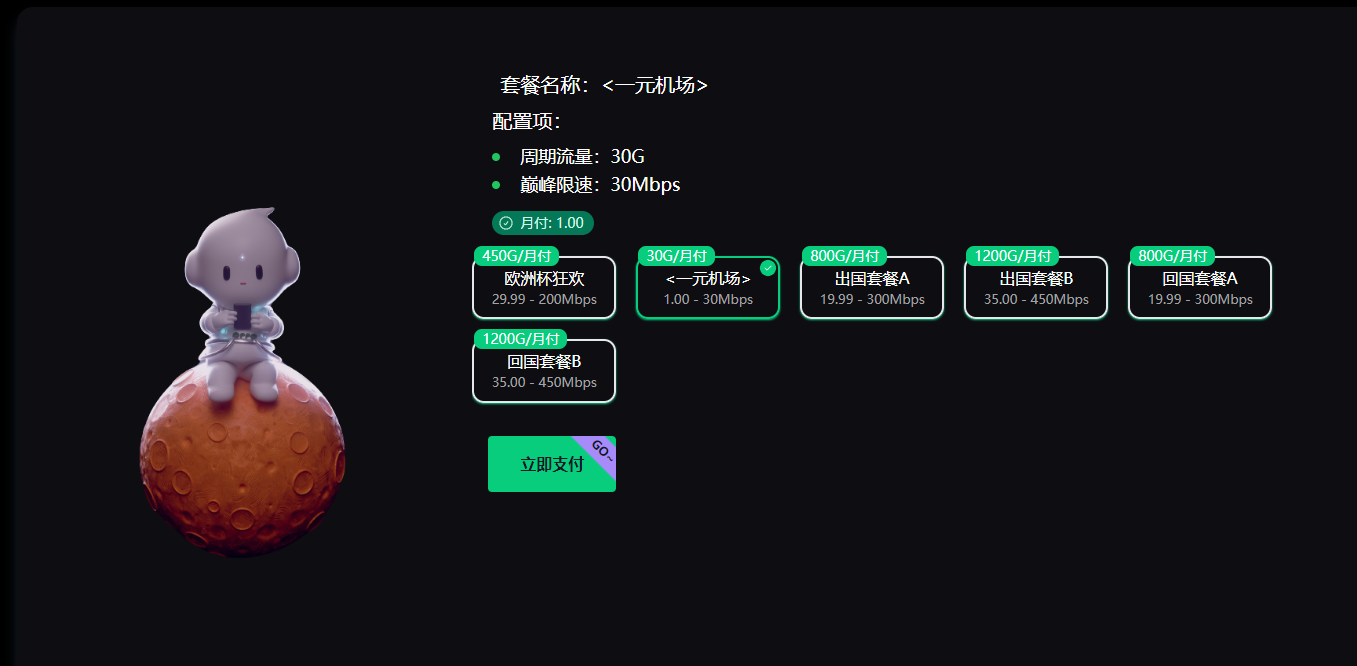 套餐名称：<一元机场>
配置项：
周期流量：30G
巅峰限速：30Mbps
月付: 1.00
450G/月付
欧洲杯狂欢
29.99 - 200Mbps
30G/月付
<一元机场>
1.00 - 30Mbps
800G/月付
出国套餐A
19.99 - 300Mbps
1200G/月付
出国套餐B
35.00 - 450Mbps
800G/月付
回国套餐A
19.99 - 300Mbps
1200G/月付
回国套餐B
35.00 - 450Mbps
立即支付
GO~